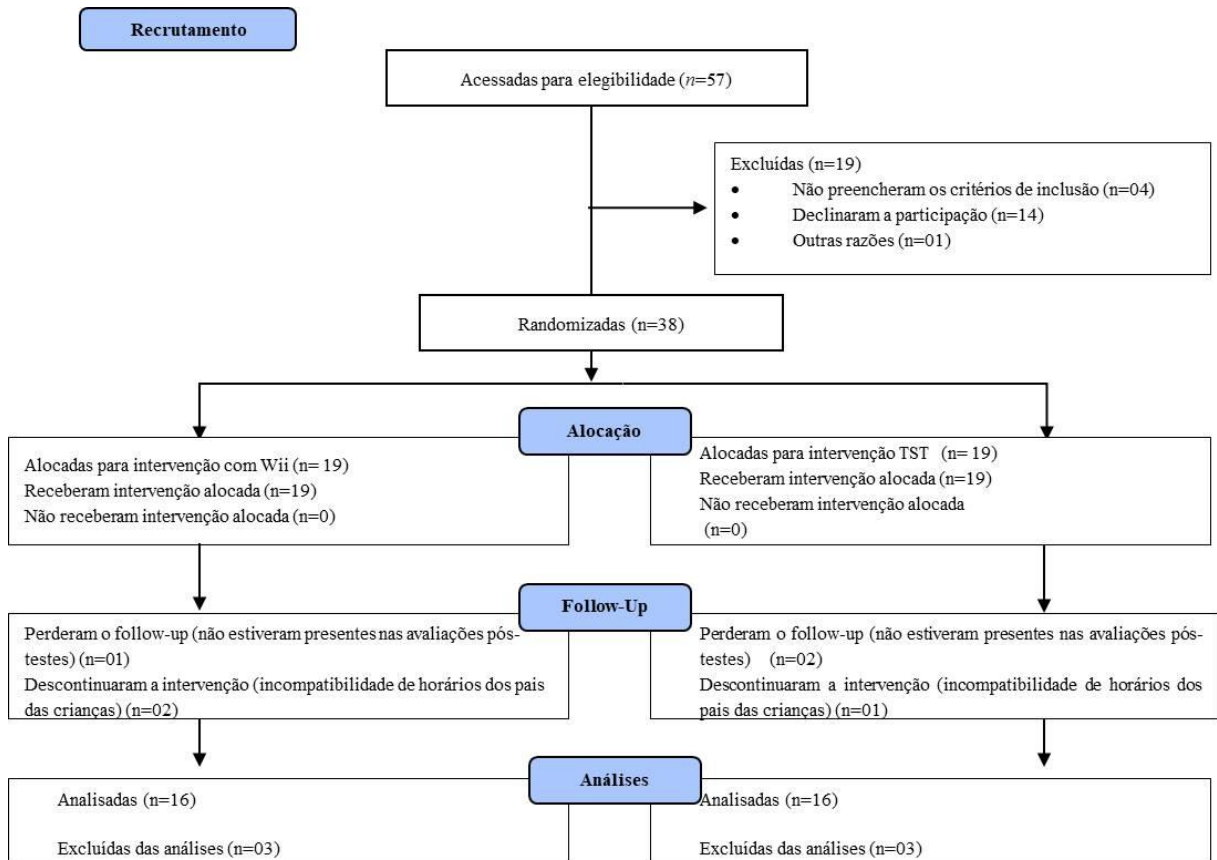 Recrutamento
Acessadas para elegibilidade (n=57)
Excluídas (n=19)
• Não preencheram os critérios de inclusão (n=04)
• Declinaram a participação (n=14)
• Outras razões (n=01)
Randomizadas (n=38)
Alocação
Alocadas para intervenção com Wii (n= 19)
Receberam intervenção alocada (n=19)
Não receberam intervenção alocada (n=0)
Alocadas para intervenção TST (n= 19)
Receberam intervenção alocada (n=19)
Não receberam intervenção alocada
(n=0)
Follow-Up
Perderam o follow-up (não estiveram presentes nas avaliações pós-
testes) (n=01)
Descontinuaram a intervenção (incompatibilidade de horários dos pais
das crianças) (n=02)
Perderam o follow-up (não estiveram presentes nas avaliações pós-
testes) (n=02)
Descontinuaram a intervenção (incompatibilidade de horários dos
pais das crianças) (n=01)
Análises
Analisadas (n=16)
Excluídas das análises (n=03)
Analisadas (n=16)
Excluídas das análises (n=03)